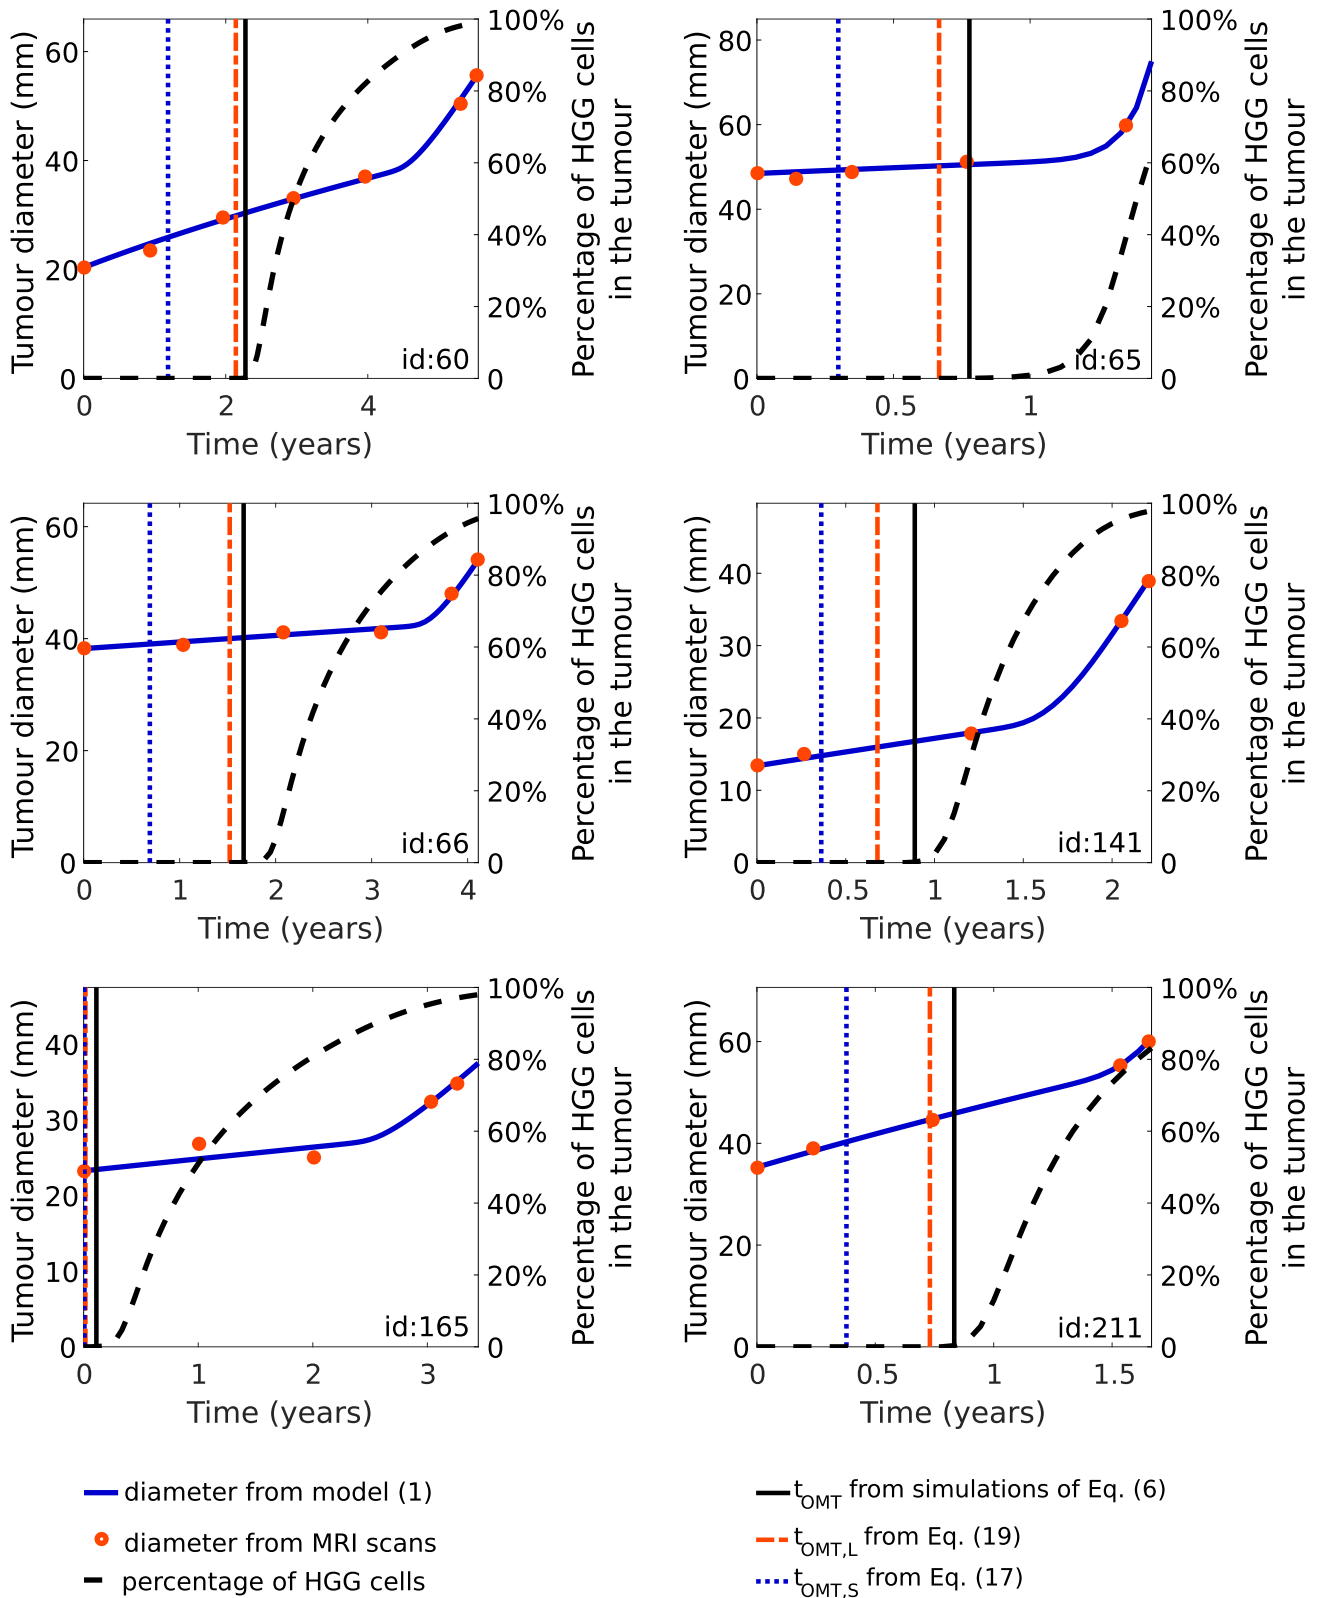 Tumour diameter (mm)
60
40
20
0
0 2 4
Time (years)
id:60
100%
80%
60%
40%
20%
0
Percentage of HGG cells
in the tumour
Tumour diameter (mm)
80
60
40
20
0
0 0.5 1
Time (years)
id:65
100%
80%
60%
40%
20%
0
Percentage of HGG cells
in the tumour
Tumour diameter (mm)
60
40
20
0
0 1 2 3 4
Time (years)
id:66
100%
80%
60%
40%
20%
0
Percentage of HGG cells
in the tumour
Tumour diameter (mm)
40
30
20
10
0
0 0.5 1 1.5 2
Time (years)
id:141
100%
80%
60%
40%
20%
0
Percentage of HGG cells
in the tumour
Tumour diameter (mm)
40
30
20
10
0
0 1 2 3
Time (years)
id:165
100%
80%
60%
40%
20%
0
Percentage of HGG cells
in the tumour
Tumour diameter (mm)
60
40
20
0
0 0.5 1 1.5
Time (years)
id:211
100%
80%
60%
40%
20%
0
Percentage of HGG cells
in the tumour
diameter from model (1)
diameter from MRI scans
percentage of HGG cells
tOMT from simulations of Eq. (6)
tOMT,L from Eq. (19)
tOMT,S from Eq. (17)